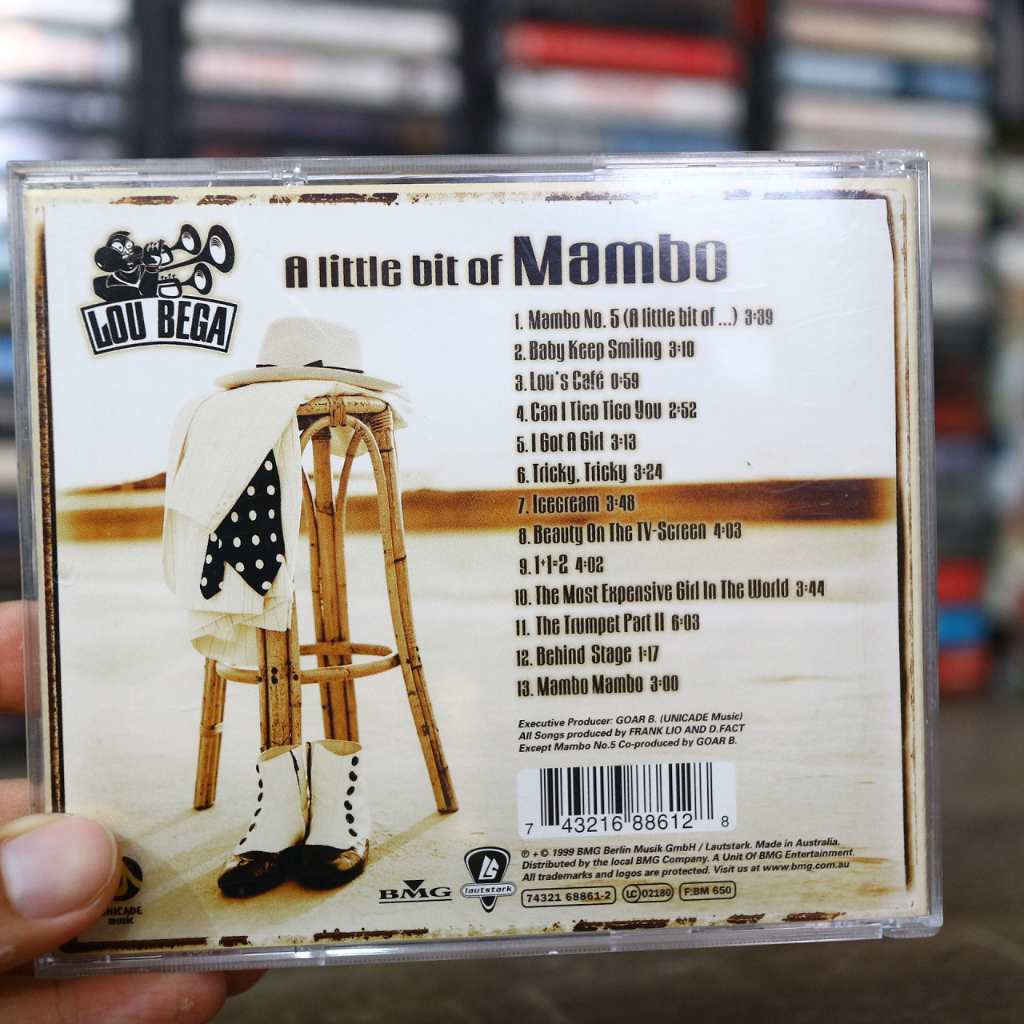 LOU BEGA
A little bit of Mambo
1. Mambo No. 5 (A little bit of ...) 3:39
2. Baby Keep Smiling 3:10
3. Lou's Café 0:59
4. Can I Tico Tico You 2:52
5. I Got A Girl 3:13
6. Tricky, Tricky 3:24
7. Icecream 3:48
8. Beauty On The TV-Screen 4:03
9. 1+1=2 4:02
10. The Most Expensive Girl In The World 3:44
11. The Trumpet Part II 6:03
12. Behind Stage 1:17
13. Mambo Mambo 3:00
Executive Producer: GOAR B. (UNICADE Music)
All Songs produced by FRANK LIO AND D.FACT
Except Mambo No.5 Co-produced by GOAR B.
7 43216 88612 8
℗ + © 1999 BMG Berlin Musik GmbH / Lautstark. Made in Australia.
Distributed by the local BMG Company. A Unit Of BMG Entertainment.
All trademarks and logos are protected. Visit us at www.bmg.com.au
74321 68861-2 LC 02180 F:BM 650
BMG
lautstark
music